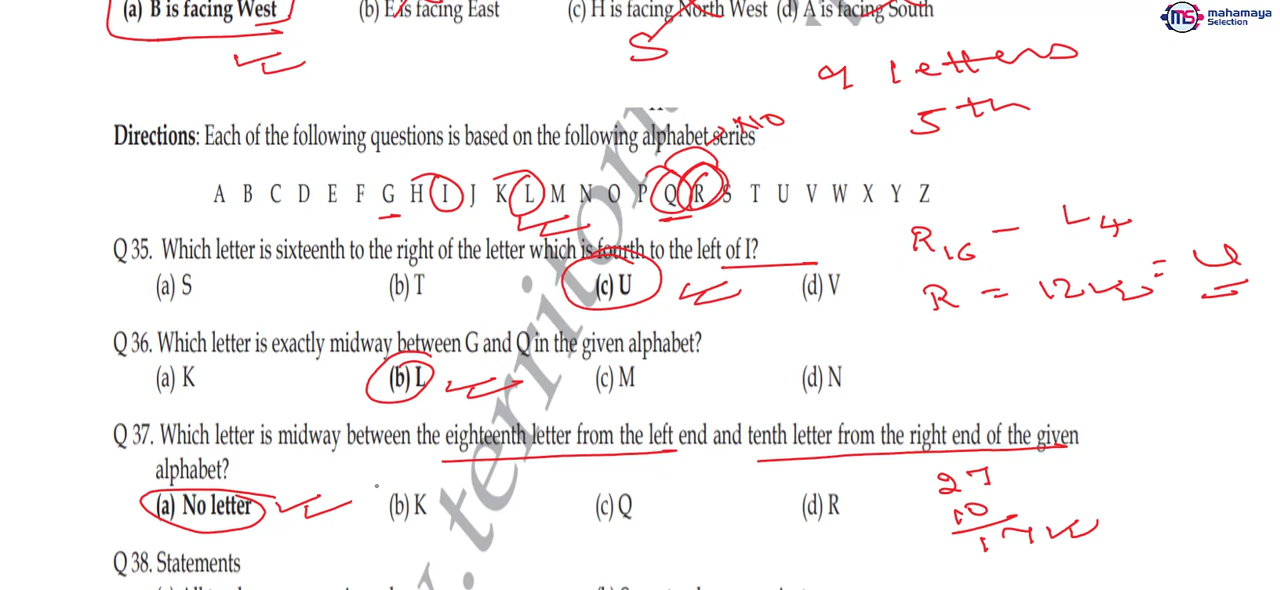 (a) B is facing West (b) E is facing East (c) H is facing North West (d) A is facing South
mahamaya
Selection
S
9 letters
5th
Directions: Each of the following questions is based on the following alphabet series
A B C D E F G H I J K L M N O P Q R S T U V W X Y Z
R16 - L4
Q 35. Which letter is sixteenth to the right of the letter which is fourth to the left of I?
(a) S (b) T (c) U (d) V
R = 12 = U
Q 36. Which letter is exactly midway between G and Q in the given alphabet?
(a) K (b) L (c) M (d) N
Q 37. Which letter is midway between the eighteenth letter from the left end and tenth letter from the right end of the given
alphabet?
27
(a) No letter (b) K (c) Q (d) R
10
17
Q 38. Statements